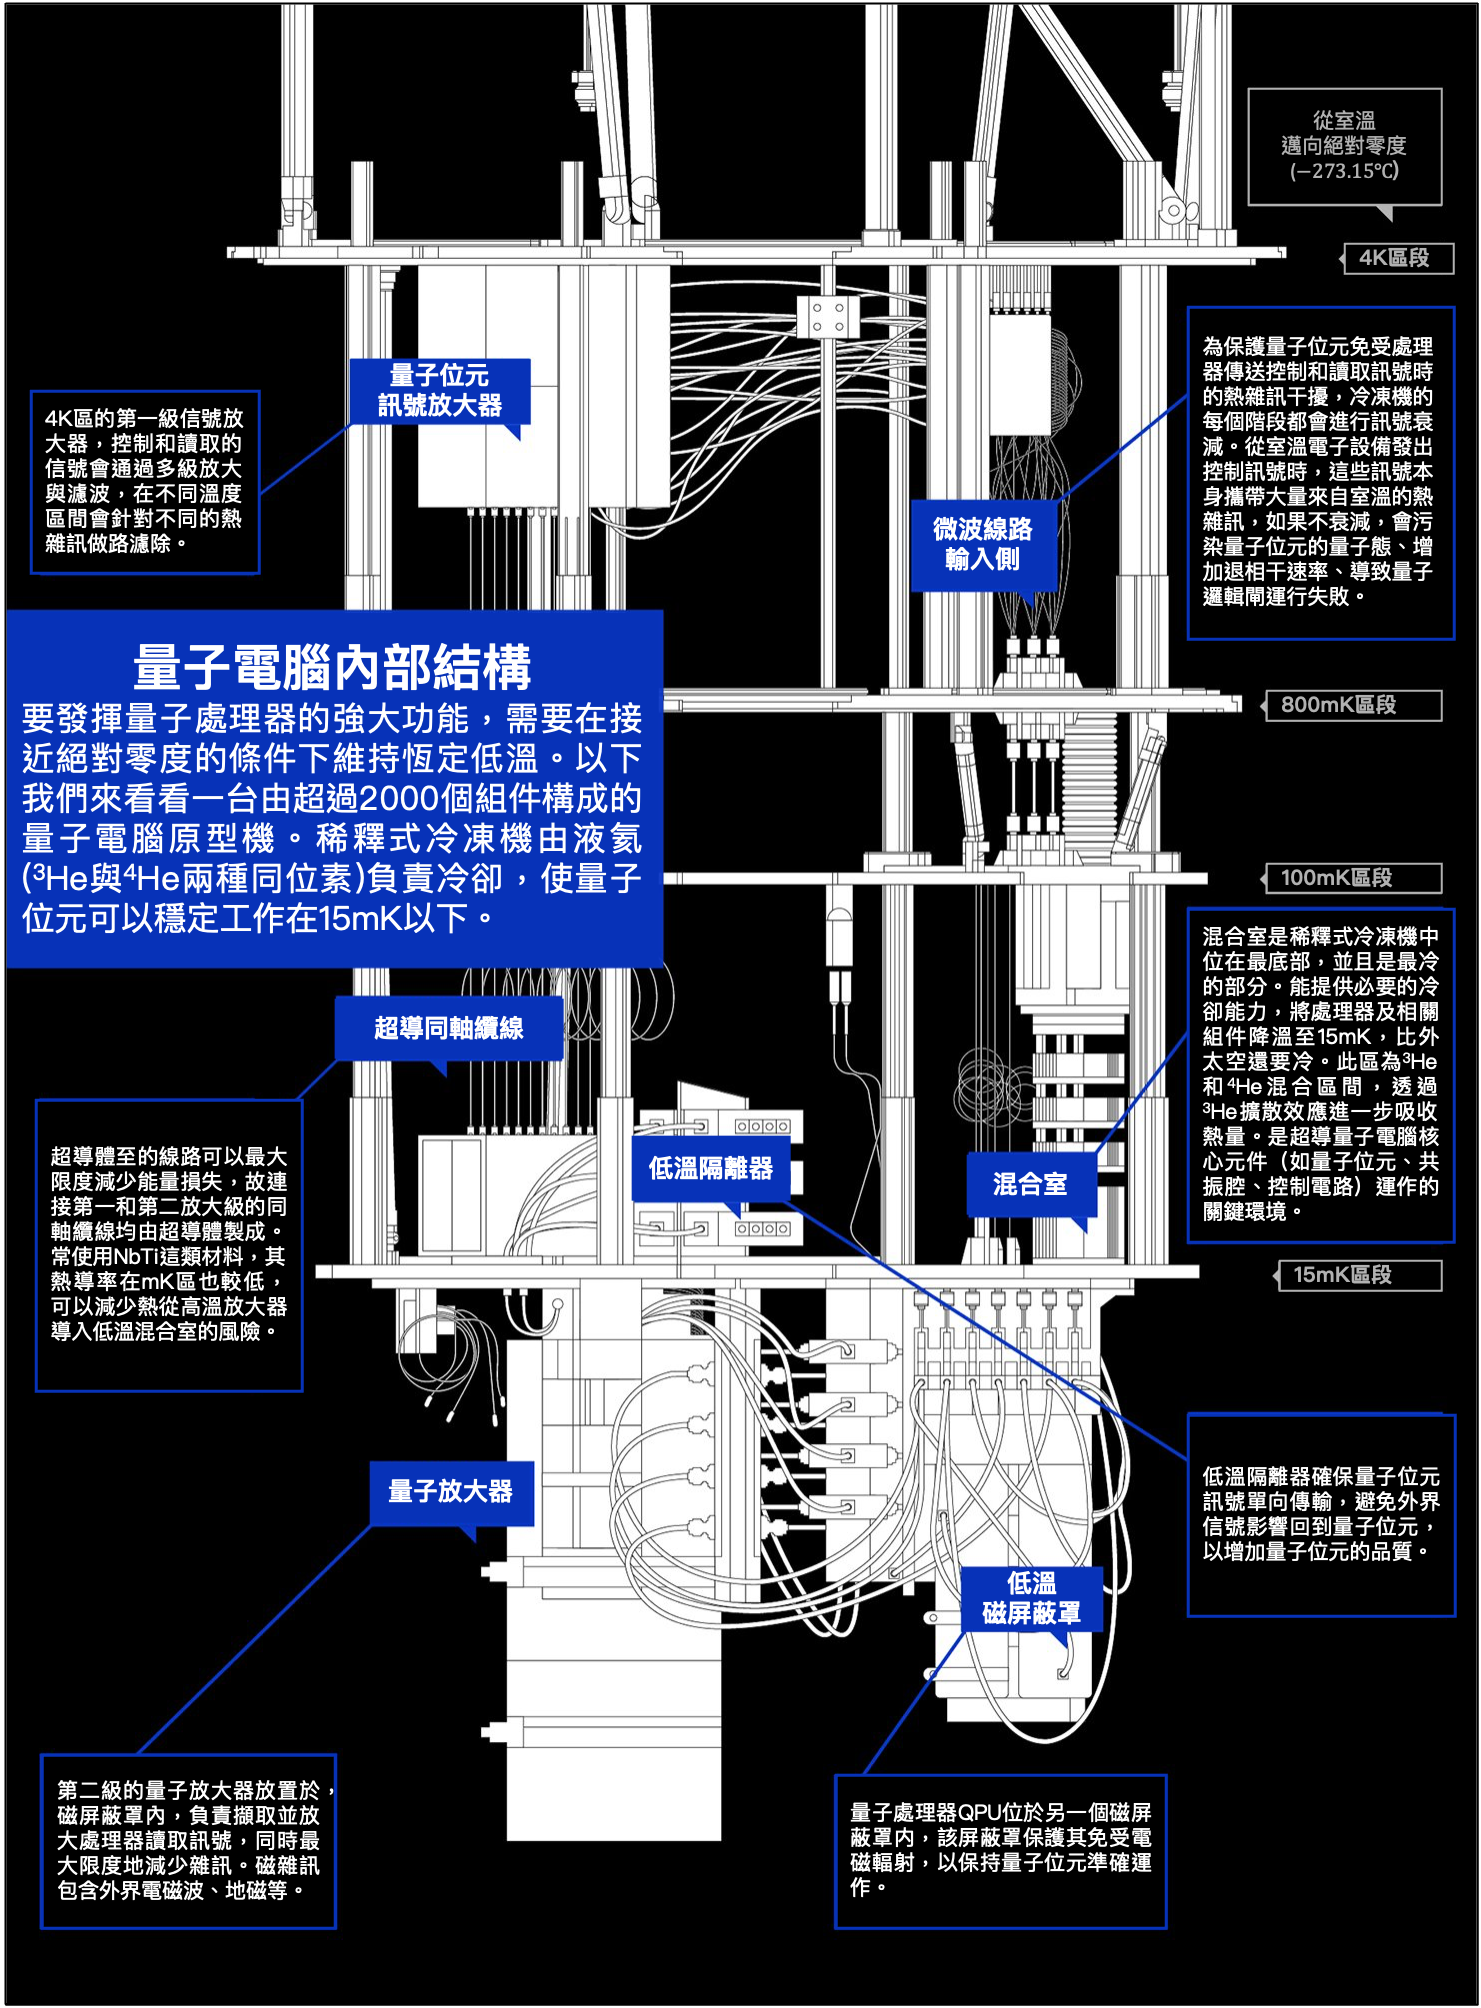 從室溫
邁向絕對零度
(−273.15℃)
4K區段
為保護量子位元免受處理
器傳送控制和讀取訊號時
的熱雜訊干擾，冷凍機的
每個階段都會進行訊號衰
減。從室溫電子設備發出
控制訊號時，這些訊號本
身攜帶大量來自室溫的熱
雜訊，如果不衰減，會污
染量子位元的量子態、增
加退相干速率、導致量子
邏輯閘運行失敗。
量子位元
訊號放大器
4K區的第一級信號放
大器，控制和讀取的
信號會通過多級放大
與濾波，在不同溫度
區間會針對不同的熱
雜訊做路濾除。
微波線路
輸入側
量子電腦內部結構
要發揮量子處理器的強大功能，需要在接
近絕對零度的條件下維持恆定低溫。以下
我們來看看一台由超過2000個組件構成的
量子電腦原型機。稀釋式冷凍機由液氦
(³He與⁴He兩種同位素)負責冷卻，使量子
位元可以穩定工作在15mK以下。
800mK區段
100mK區段
混合室是稀釋式冷凍機中
位在最底部，並且是最冷
的部分。能提供必要的冷
卻能力，將處理器及相關
組件降溫至15mK，比外
太空還要冷。此區為³He
和⁴He混合區間，透過
³He擴散效應進一步吸收
熱量。是超導量子電腦核
心元件（如量子位元、共
振腔、控制電路）運作的
關鍵環境。
超導同軸纜線
超導體至的線路可以最大
限度減少能量損失，故連
接第一和第二放大級的同
軸纜線均由超導體製成。
常使用NbTi這類材料，其
熱導率在mK區也較低，
可以減少熱從高溫放大器
導入低溫混合室的風險。
低溫隔離器
混合室
15mK區段
低溫隔離器確保量子位元
訊號單向傳輸，避免外界
信號影響回到量子位元，
以增加量子位元的品質。
量子放大器
低溫
磁屏蔽罩
第二級的量子放大器放置於，
磁屏蔽罩內，負責擷取並放
大處理器讀取訊號，同時最
大限度地減少雜訊。磁雜訊
包含外界電磁波、地磁等。
量子處理器QPU位於另一個磁屏
蔽罩内，該屏蔽罩保護其免受電
磁輻射，以保持量子位元準確運
作。